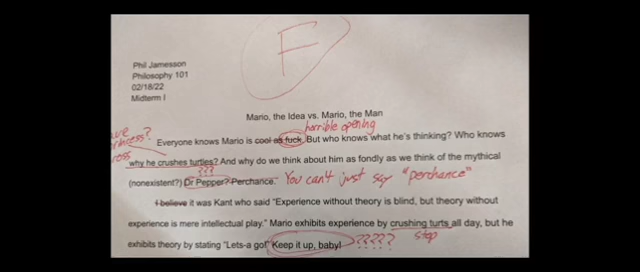 F
Phil Jamesson
Philosophy 101
02/18/22
Midterm I
Mario, the Idea vs. Mario, the Man
horrible opening
Everyone knows Mario is cool as fuck. But who knows what he's thinking? Who knows
why he crushes turtles? And why do we think about him as fondly as we think of the mythical
???
(nonexistent?) Dr Pepper? Perchance. You can't just say "perchance"
I believe it was Kant who said "Experience without theory is blind, but theory without
experience is mere intellectual play." Mario exhibits experience by crushing turts all day, but he
stop
exhibits theory by stating "Lets-a go!" Keep it up, baby! ?????